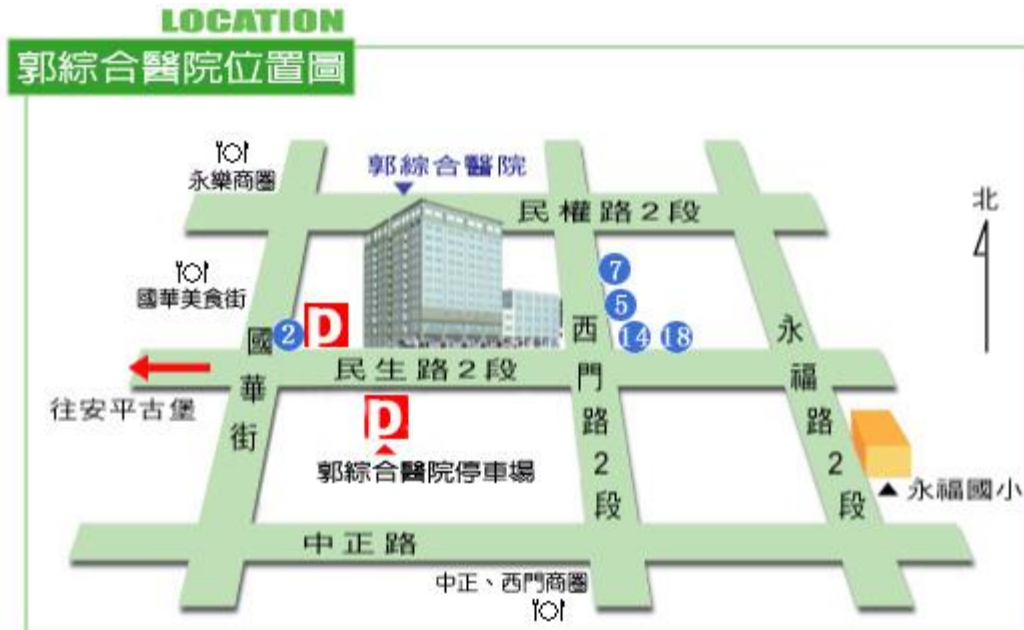 LOCATION
郭綜合醫院位置圖
永樂商圈
郭綜合醫院
民權路2段
北
國華美食街
7
5
14 18
2
P
國華街
西門路2段
永福路2段
民生路2段
往安平古堡
P
郭綜合醫院停車場
永福國小
中正路
中正、西門商圈